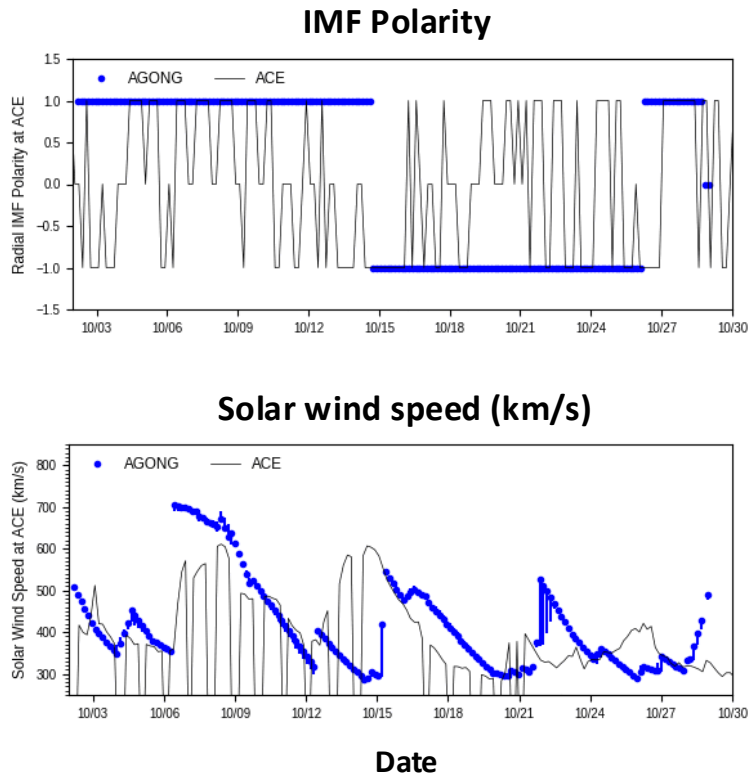 IMF Polarity
Radial IMF Polarity at ACE
1.5
1.0
0.5
0.0
−0.5
−1.0
−1.5
AGONG ACE
10/03 10/06 10/09 10/12 10/15 10/18 10/21 10/24 10/27 10/30
Solar wind speed (km/s)
Solar Wind Speed at ACE (km/s)
800
700
600
500
400
300
AGONG ACE
10/03 10/06 10/09 10/12 10/15 10/18 10/21 10/24 10/27 10/30
Date